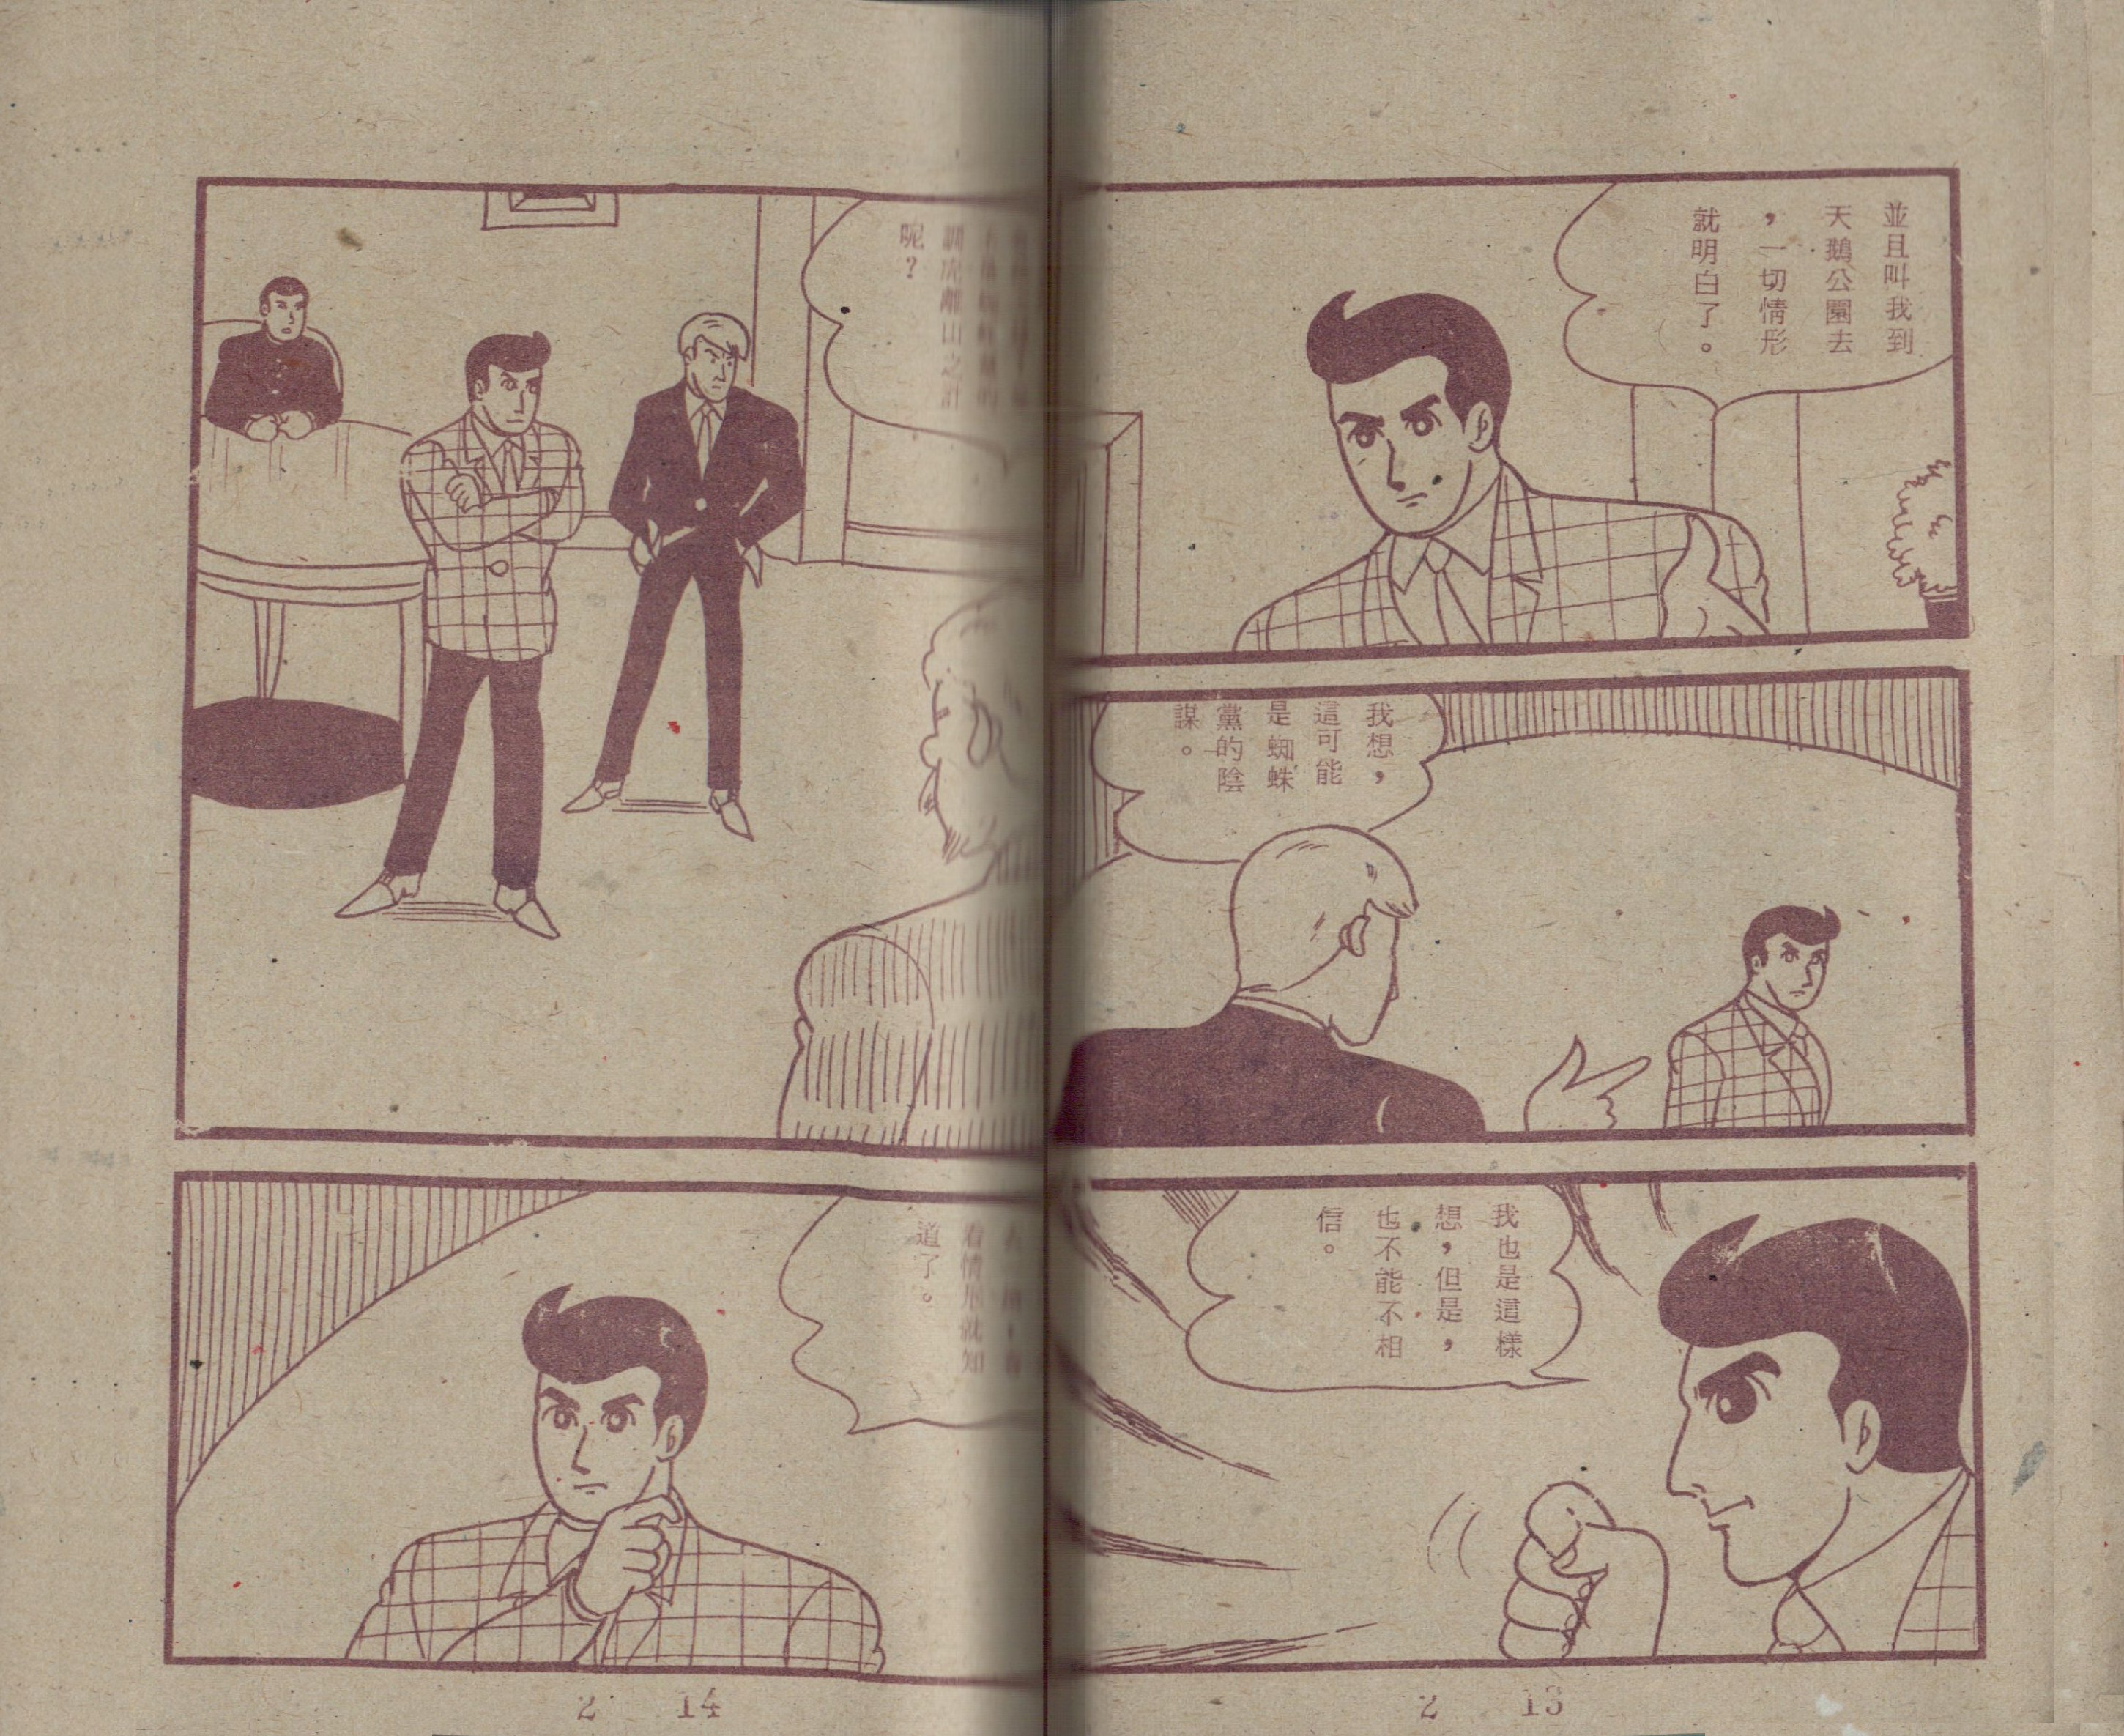 並且叫我到
天鵝公園去
，一切情形
就明白了。
我想，
這可能
是蜘蛛
黨的陰
謀。
我也是這樣
想，但是，
也不能不相
信。
2 13
調虎離山之計
呢？
看情形就知
道了。
2 14